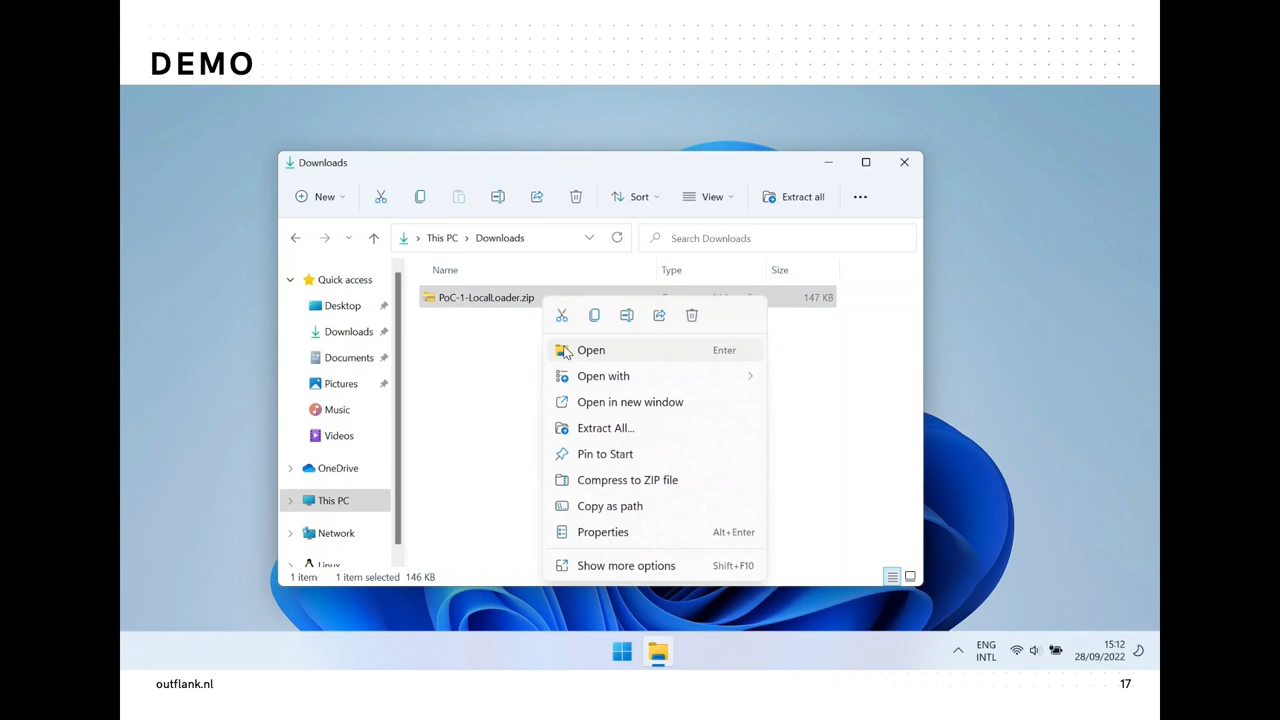 DEMO
Downloads
New
Sort
View
Extract all
This PC
Downloads
Search Downloads
Name
Type
Size
Quick access
Desktop
Downloads
Documents
Pictures
Music
Videos
OneDrive
This PC
Network
Linux
PoC-1-LocalLoader.zip
147 KB
Open Enter
Open with
Open in new window
Extract All...
Pin to Start
Compress to ZIP file
Copy as path
Properties Alt+Enter
Show more options Shift+F10
1 item 1 item selected 146 KB
ENG
INTL
15:12
28/09/2022
outflank.nl
17